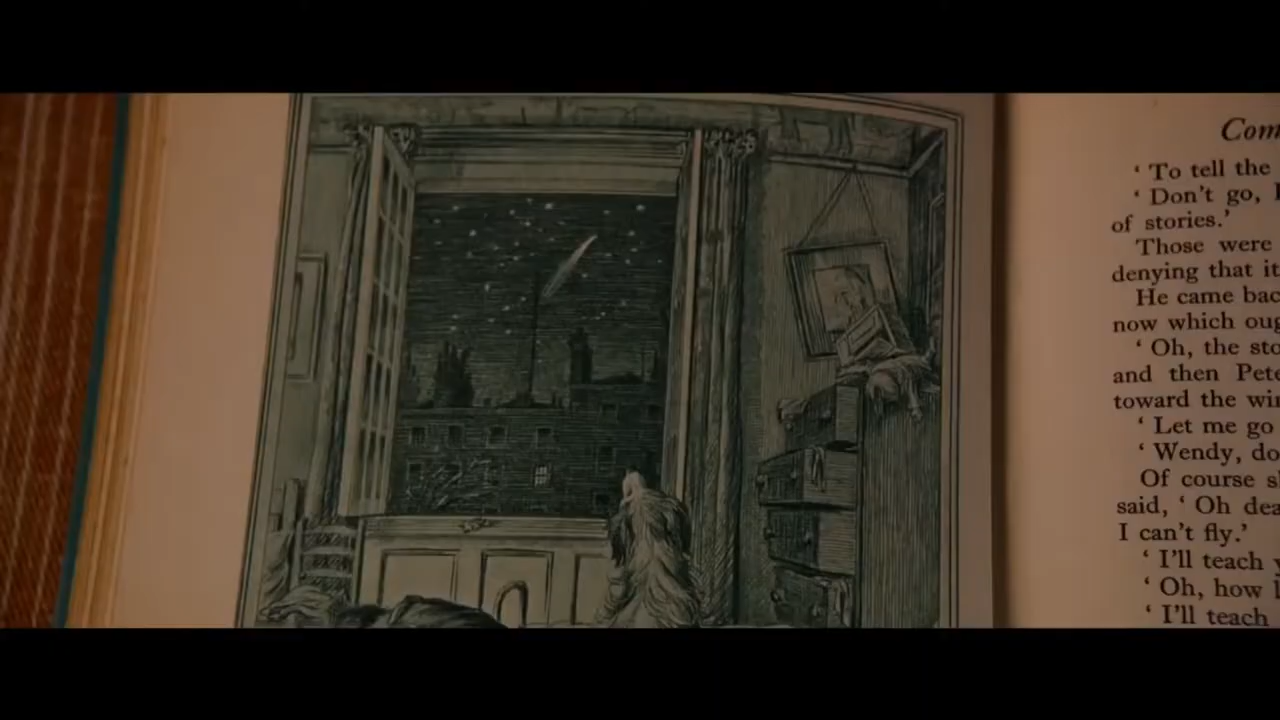 Com
‘ To tell the
‘ Don't go,
of stories.’
Those were
denying that it
He came bac
now which oug
‘ Oh, the sto
and then Pete
toward the wi
‘ Let me go
‘ Wendy, do
Of course s
said, ‘ Oh dea
I can't fly.’
‘ I'll teach
‘ Oh, how
‘ I'll teach